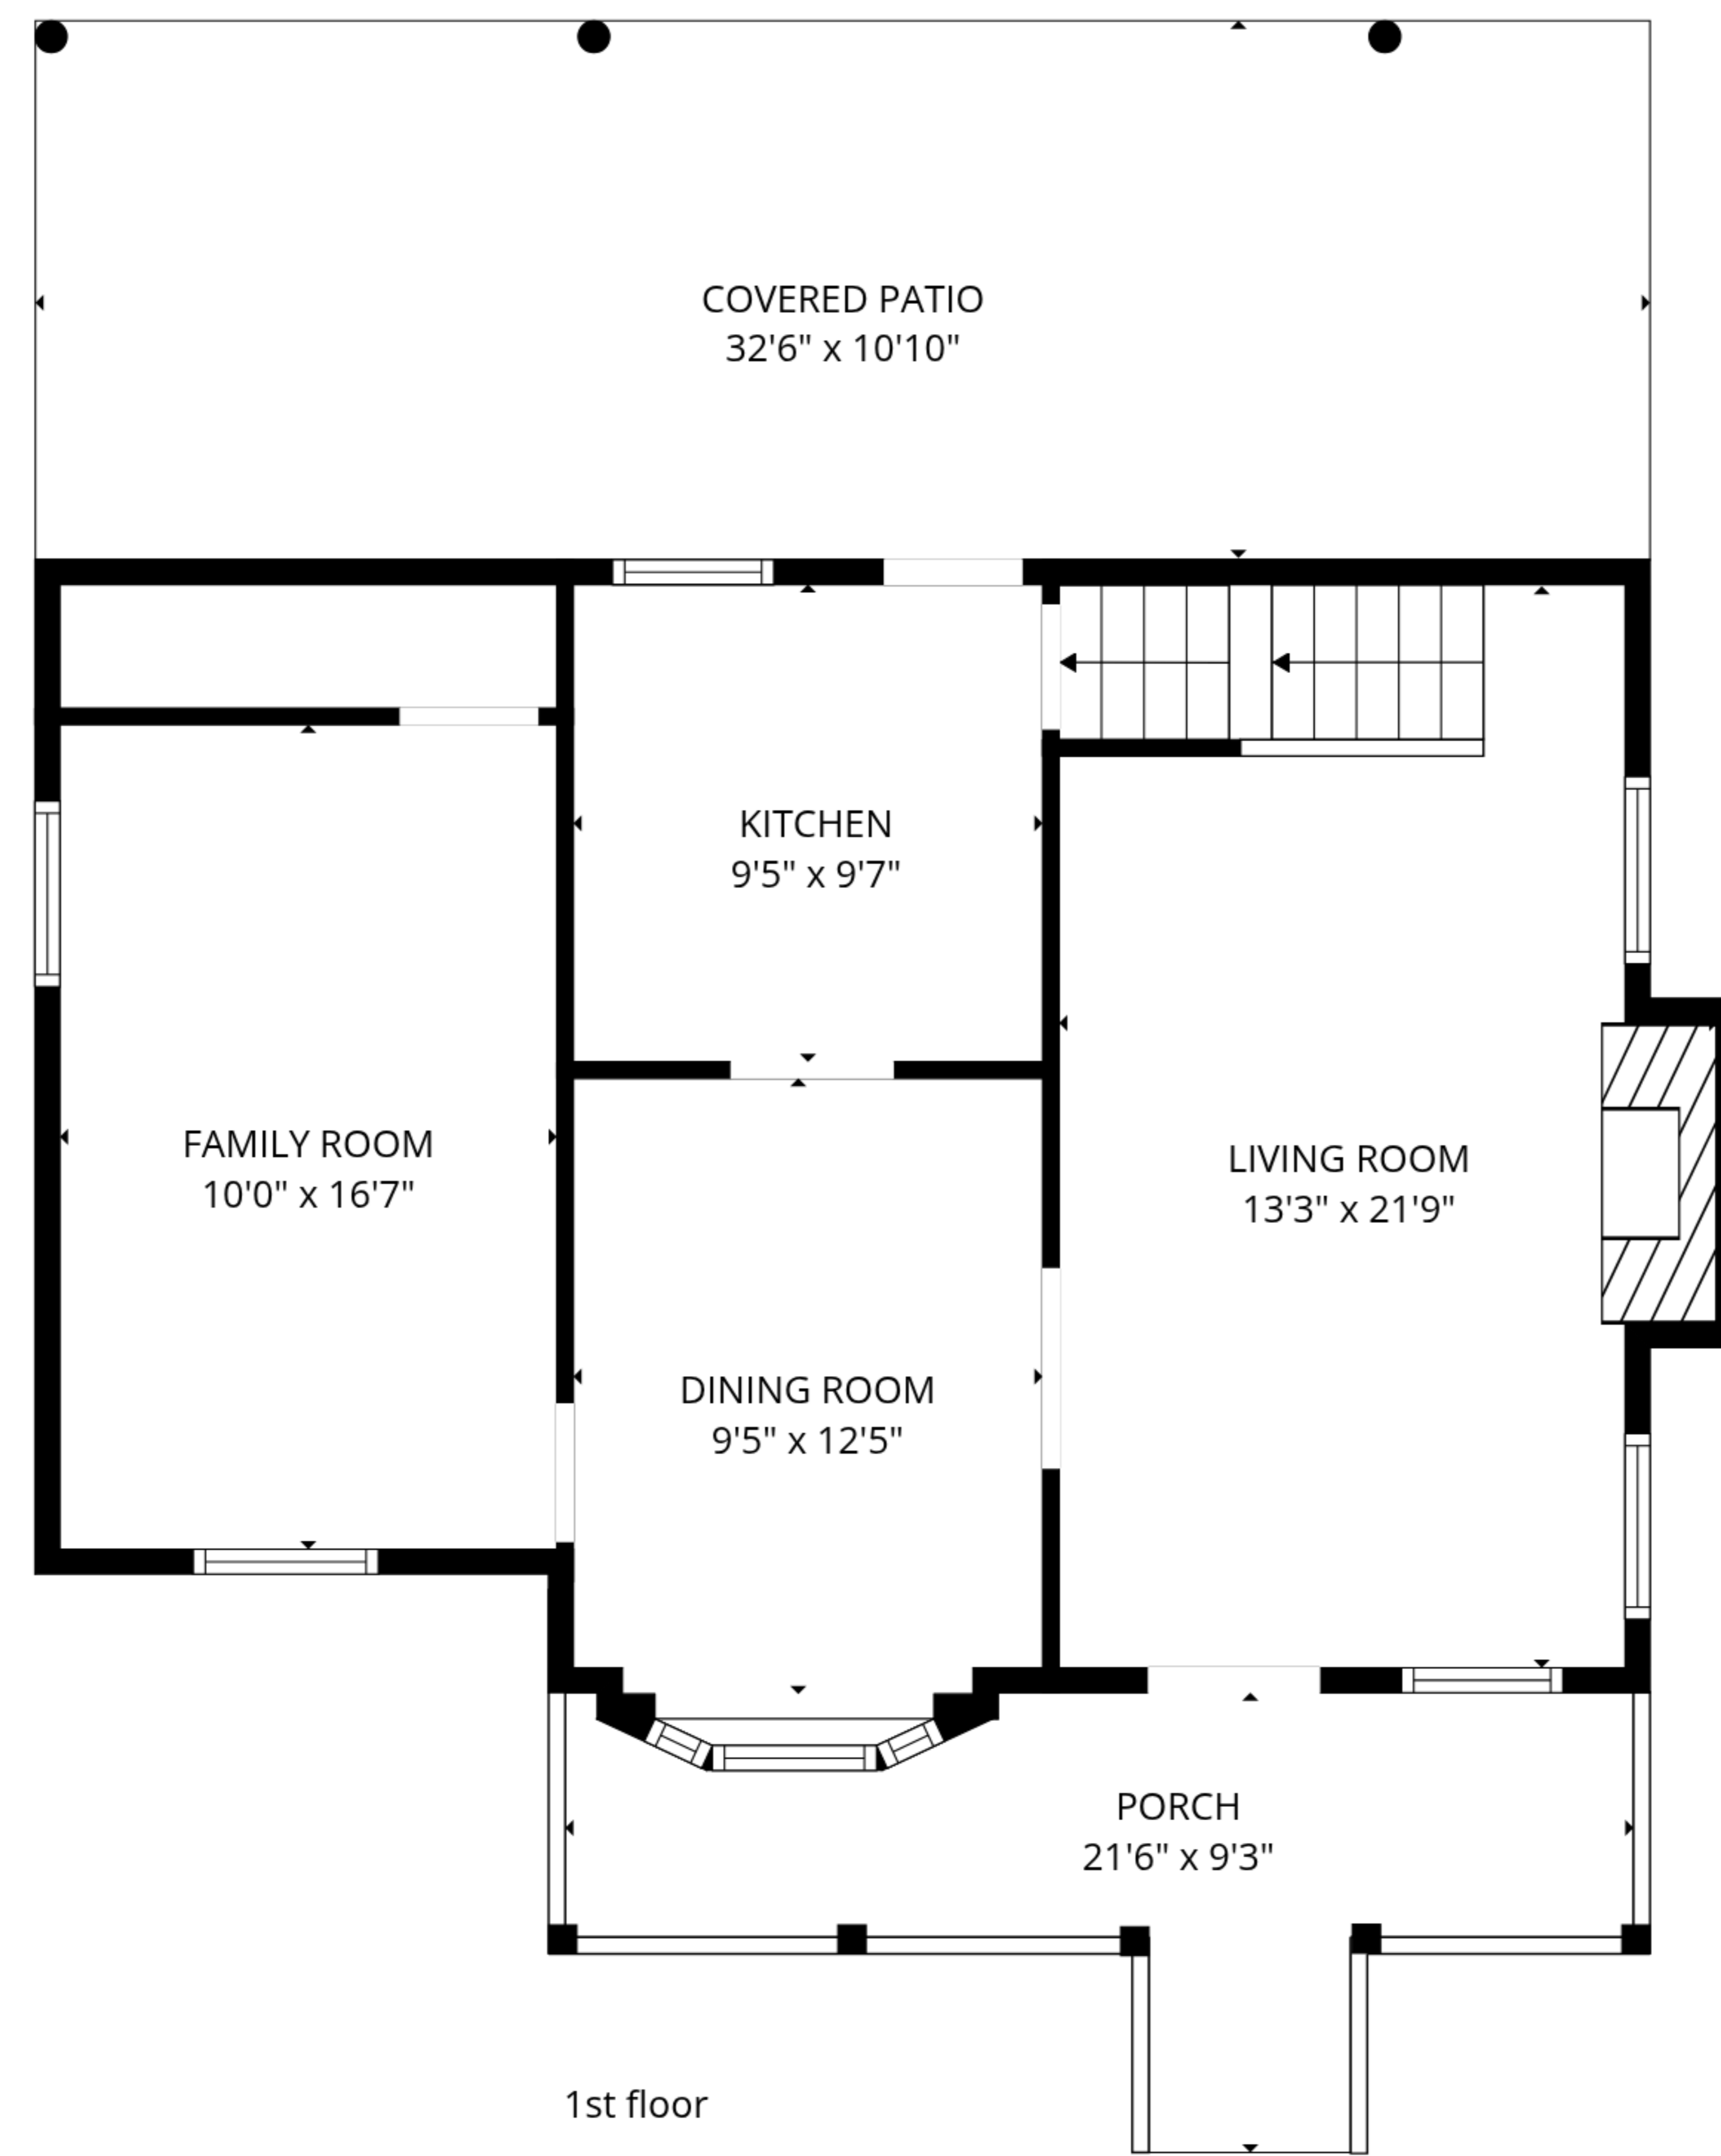 COVERED PATIO
32'6" x 10'10"
KITCHEN
9'5" x 9'7"
FAMILY ROOM
10'0" x 16'7"
LIVING ROOM
13'3" x 21'9"
DINING ROOM
9'5" x 12'5"
PORCH
21'6" x 9'3"
1st floor